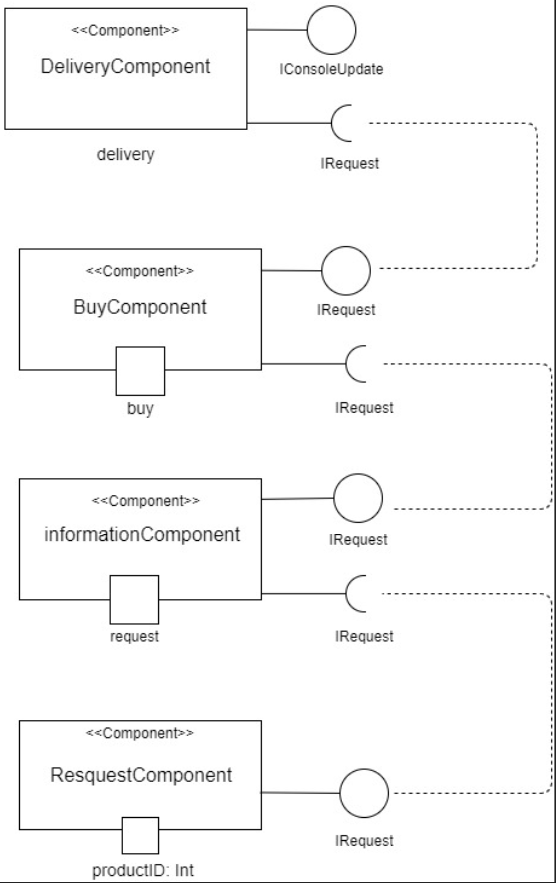 <<Component>>
DeliveryComponent
IConsoleUpdate
IRequest
delivery
<<Component>>
BuyComponent
IRequest
IRequest
buy
<<Component>>
informationComponent
IRequest
IRequest
request
<<Component>>
ResquestComponent
IRequest
productID: Int